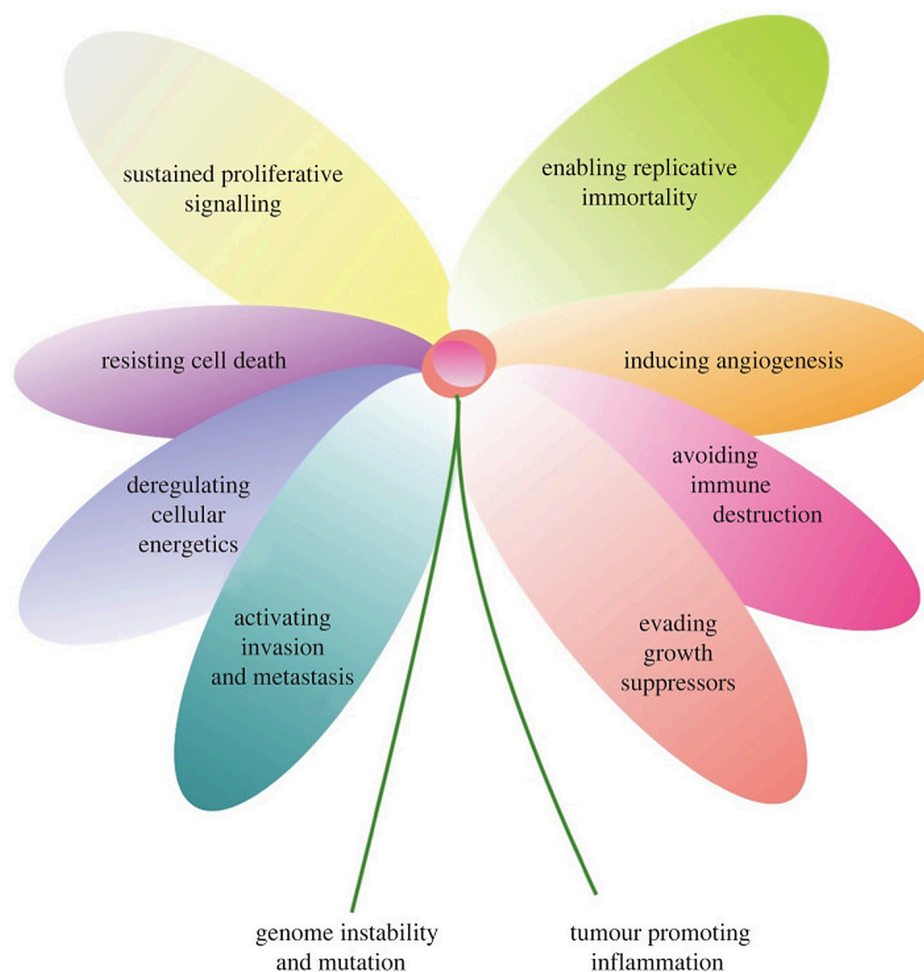 sustained proliferative
signalling
enabling replicative
immortality
resisting cell death
inducing angiogenesis
deregulating
cellular
energetics
avoiding
immune
destruction
activating
invasion
and metastasis
evading
growth
suppressors
genome instability
and mutation
tumour promoting
inflammation